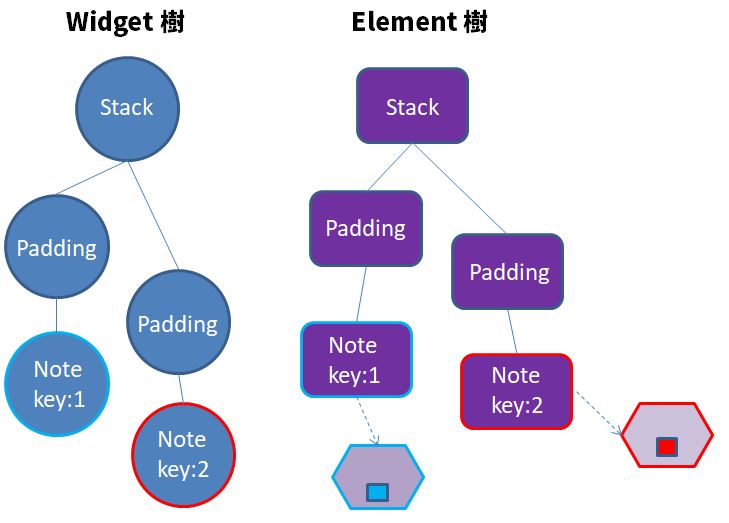 Widget 樹
Element 樹
Stack
Padding
Padding
Note
key:1
Note
key:2
Stack
Padding
Padding
Note
key:1
Note
key:2